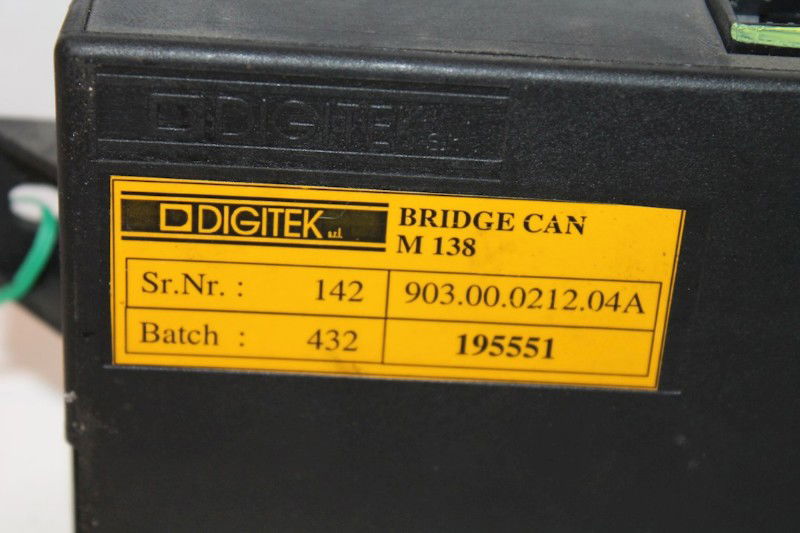 DIGITEK s.r.l.
DIGITEK s.r.l.
BRIDGE CAN
M 138
Sr.Nr. : 142
903.00.0212.04A
Batch : 432
195551